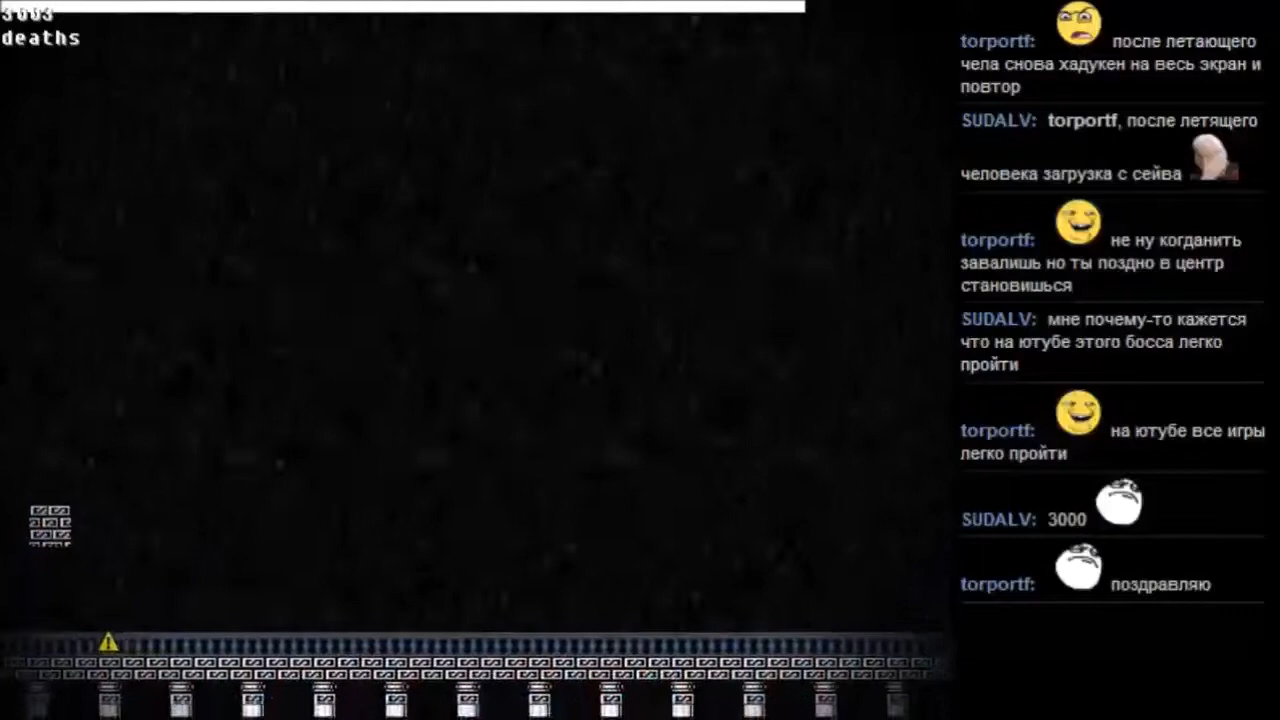 3003
deaths
torportf: после летающего
чела снова хадукен на весь экран и
повтор
SUDALV: torportf, после летящего
человека загрузка с сейва
torportf: не ну когданить
завалишь но ты поздно в центр
становишься
SUDALV: мне почему-то кажется
что на ютубе этого босса легко
пройти
torportf: на ютубе все игры
легко пройти
SUDALV: 3000
torportf: поздравляю